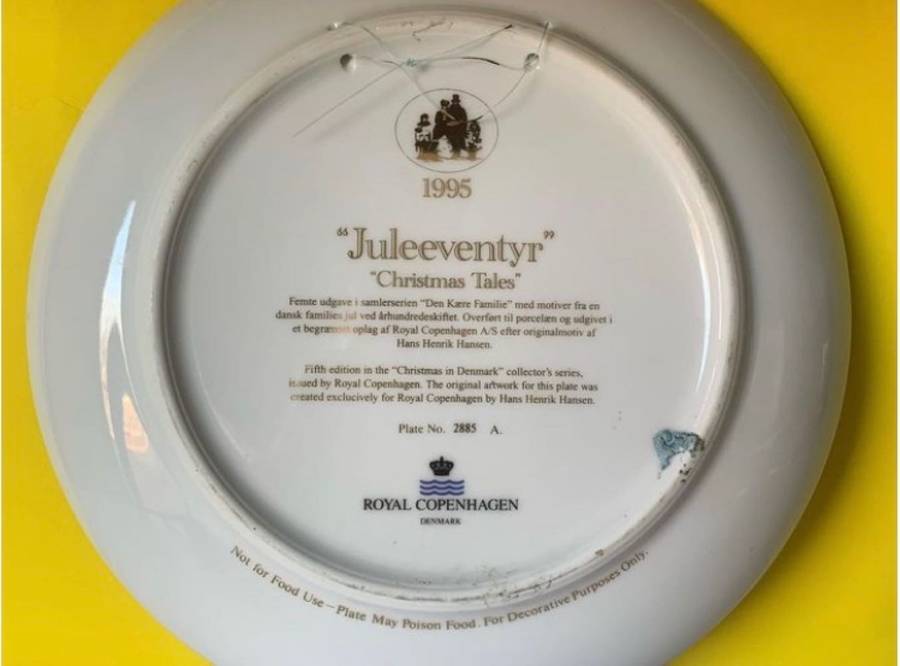 1995
"Juleeventyr"
"Christmas Tales"
Femte udgave i samlerserien "Den Kære Familie" med motiver fra en
dansk families jul ved århundredeskiftet. Overført til porcelæn og udgivet i
et begrænset oplag af Royal Copenhagen A/S efter originalmotiv af
Hans Henrik Hansen.
Fifth edition in the "Christmas in Denmark" collector's series,
issued by Royal Copenhagen. The original artwork for this plate was
created exclucively for Royal Copenhagen by Hans Henrik Hansen.
Plate No. 2885 A.
ROYAL COPENHAGEN
DENMARK
Not for Food Use – Plate May Poison Food. For Decorative Purposes Only.